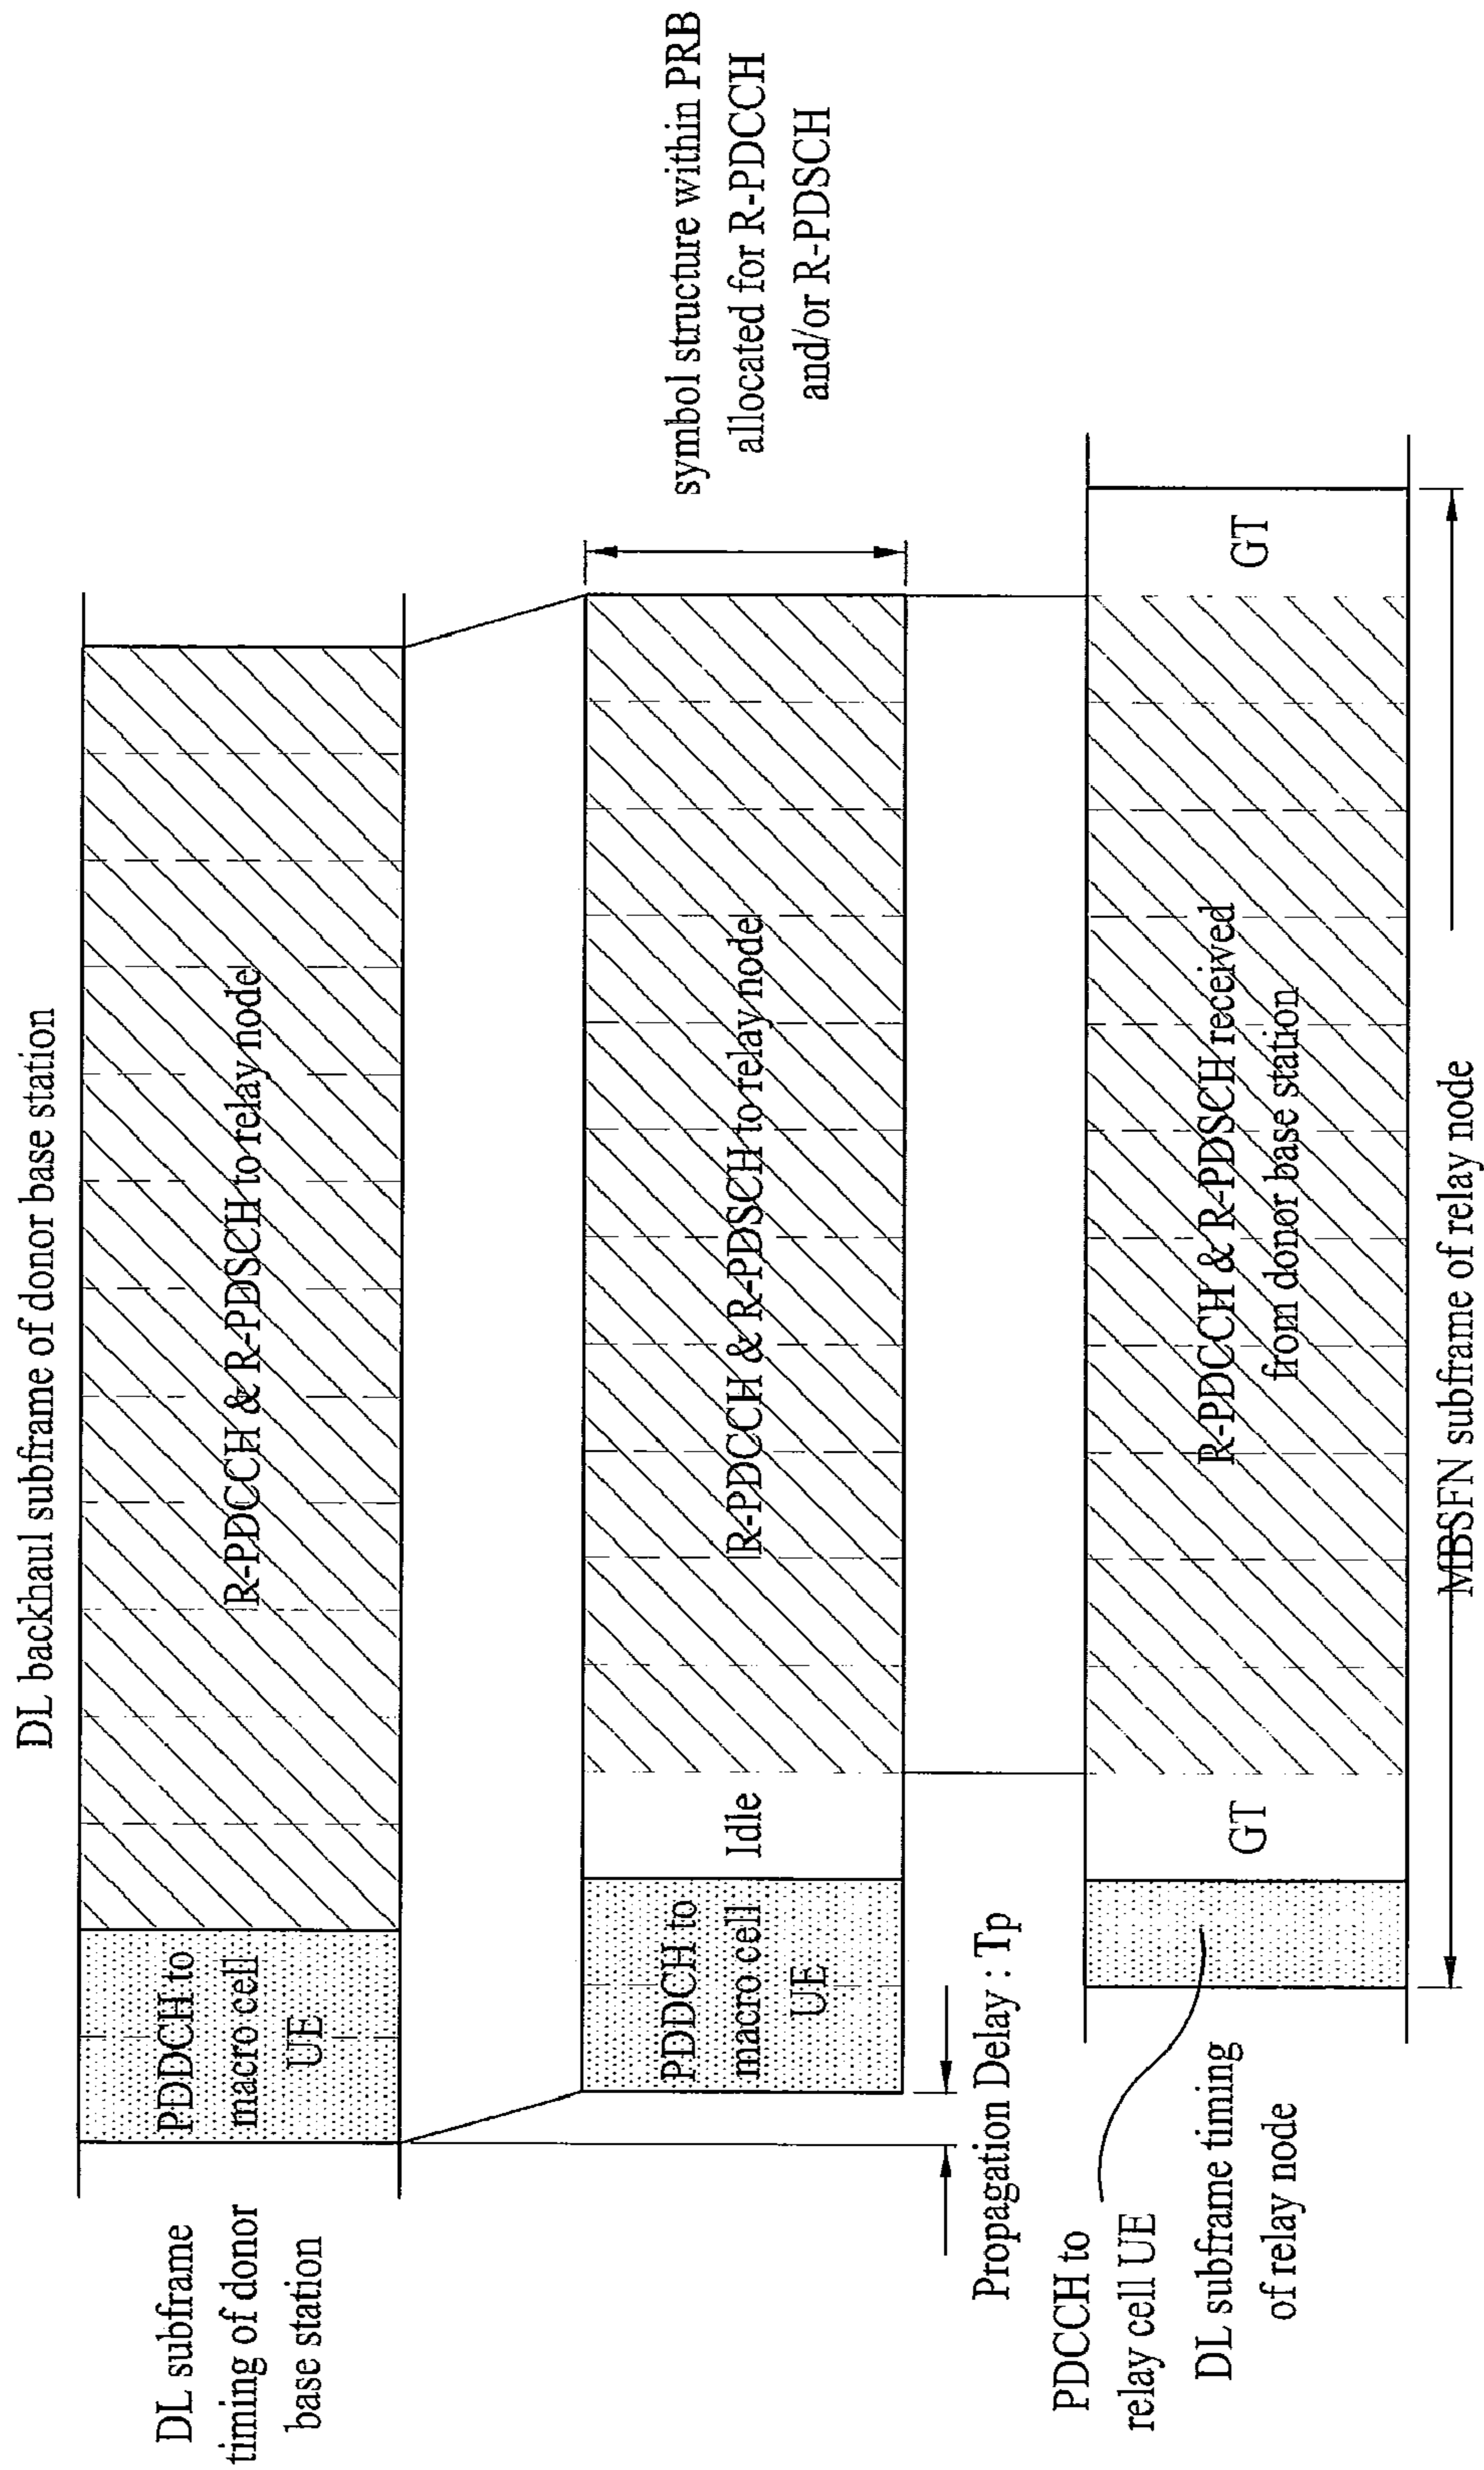 DL backhaul subframe of donor base station
DL subframe
timing of donor
base station
PDDCH to
macro cell
UE
R-PDCCH & R-PDSCH to relay node
PDDCH to
macro cell
UE
Idle
R-PDCCH & R-PDSCH to relay node
symbol structure within PRB
allocated for R-PDCCH
and/or R-PDSCH
Propagation Delay : Tp
PDCCH to
relay cell UE
DL subframe timing
of relay node
GT
R-PDCCH & R-PDSCH received
from donor base station
GT
MBSFN subframe of relay node